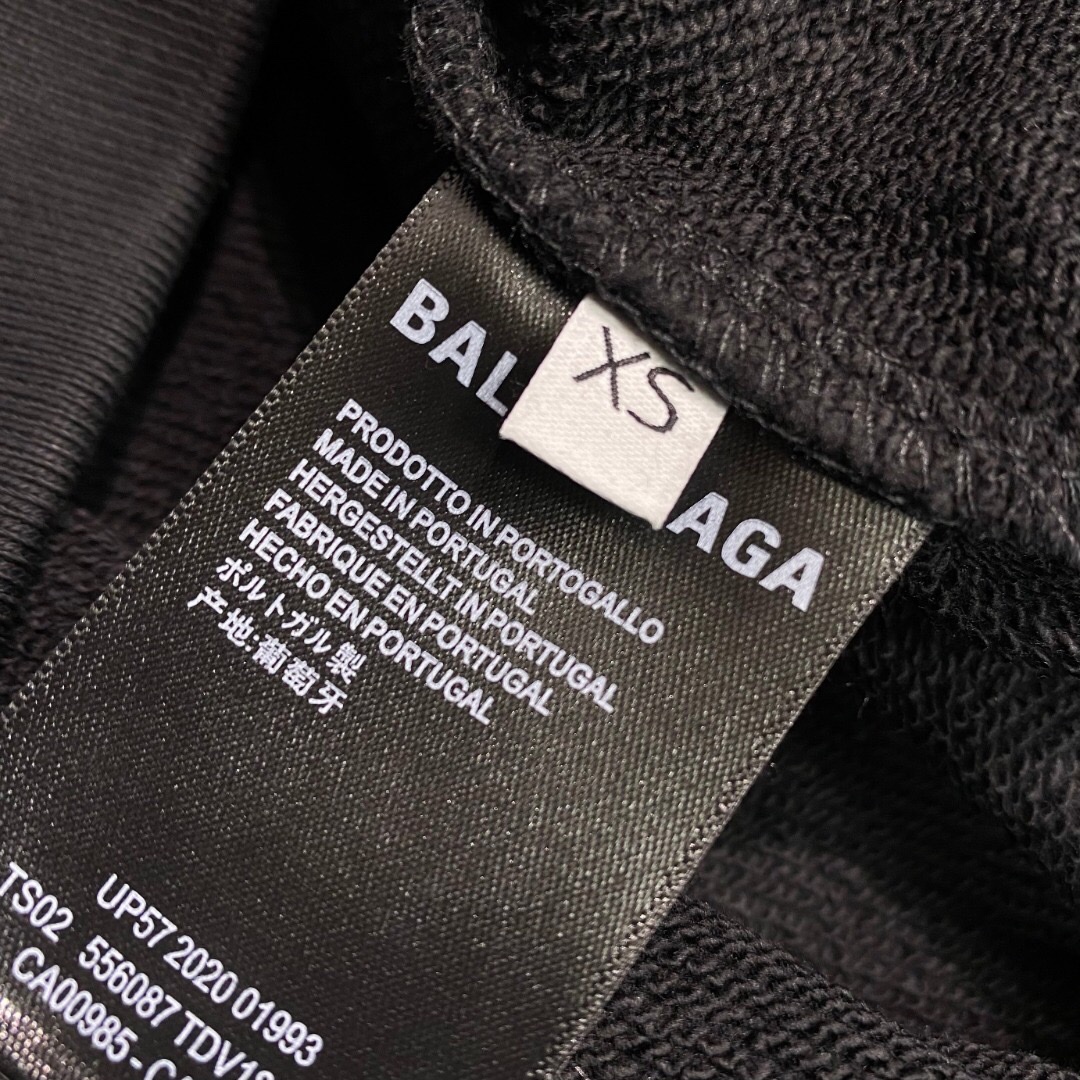 BAL AGA
XS
PRODOTTO IN PORTOGALLO
MADE IN PORTUGAL
HERGESTELLT IN PORTUGAL
FABRIQUE EN PORTUGAL
HECHO EN PORTUGAL
ポルトガル製
产地:葡萄牙
UP57 2020 01993
TS02 556087
CA00985 -